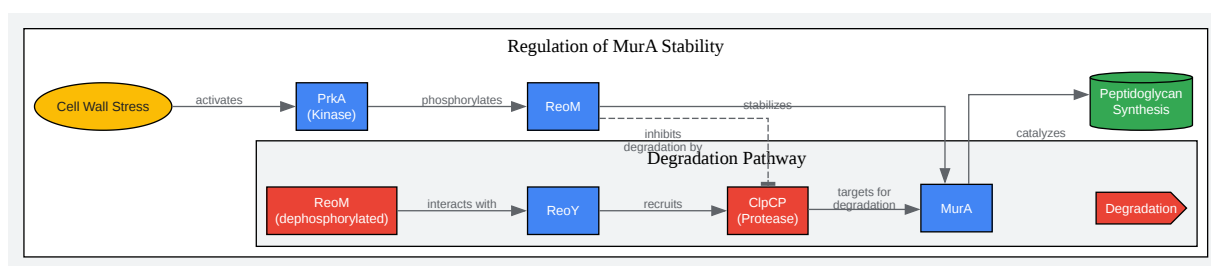 Regulation of MurA Stability
Cell Wall Stress
activates
PrkA
(Kinase)
phosphorylates
ReoM
stabilizes
Peptidoglycan
Synthesis
inhibits
degradation by
catalyzes
Degradation Pathway
ReoM
(dephosphorylated)
interacts with
ReoY
recruits
ClpCP
(Protease)
targets for
degradation
MurA
Degradation